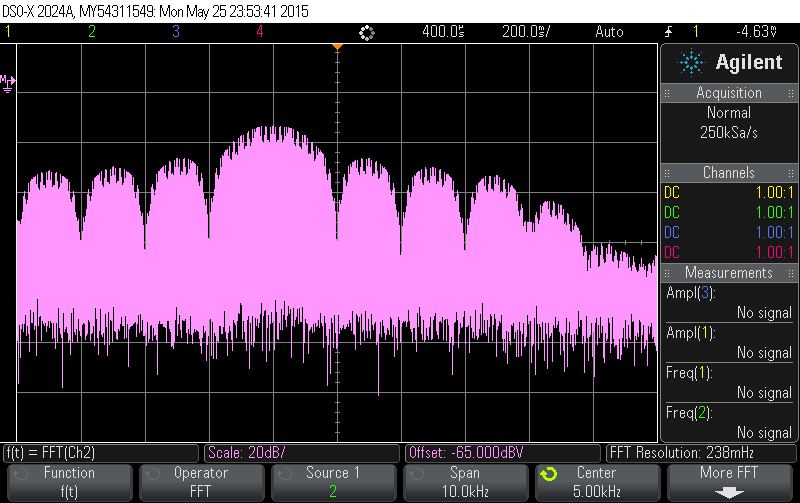 DSO-X 2024A, MY54311549: Mon May 25 23:53:41 2015
1 2 3 4 400.0s 200.0s/ Auto 1 -4.63V
M
Agilent
Acquisition
Normal
250kSa/s
Channels
DC 1.00:1
DC 1.00:1
DC 1.00:1
DC 1.00:1
Measurements
Ampl(3):
No signal
Ampl(1):
No signal
Freq(1):
No signal
Freq(2):
No signal
f(t) = FFT(Ch2) Scale: 20dB/ Offset: -65.000dBV FFT Resolution: 238mHz
Function Operator Source 1 Span Center More FFT
f(t) FFT 2 10.0kHz 5.00kHz